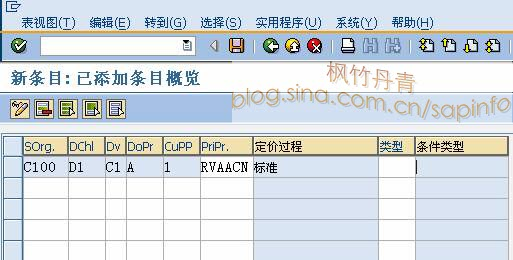 表视图(T) 编辑(E) 转到(G) 选择(S) 实用程序(U) 系统(Y) 帮助(H)
新条目:已添加条目概览
枫竹丹青
blog.sina.com.cn/sapinfo
SOrg. DChl Dv DoPr CuPP PriPr. 定价过程 类型 条件类型
C100 D1 C1 A 1 RVAACN 标准